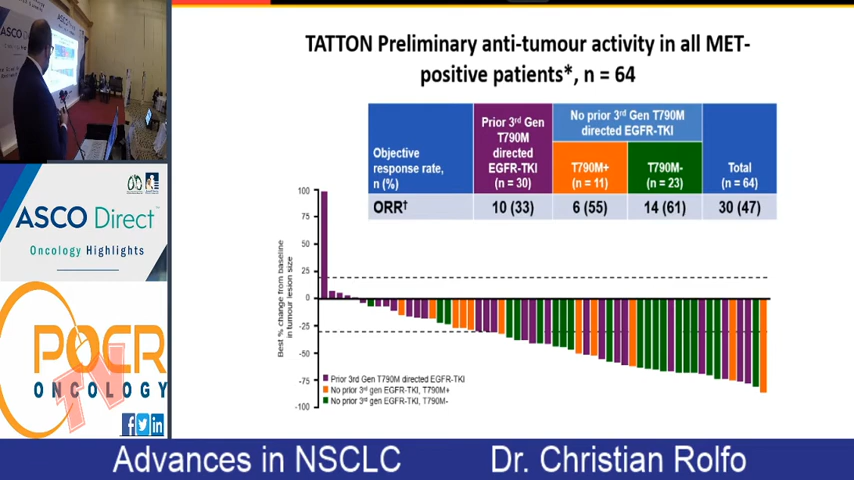 TATTON Preliminary anti-tumour activity in all MET-
positive patients*, n = 64
Objective
response rate,
n (%)
Prior 3rd Gen
T790M
directed
EGFR-TKI
(n = 30)
No prior 3rd Gen T790M
directed EGFR-TKI
T790M+
(n = 11)
T790M-
(n = 23)
Total
(n = 64)
ORR† 10 (33) 6 (55) 14 (61) 30 (47)
Best % change from baseline
in tumour lesion size
100
75
50
25
0
-25
-50
-75
-100
Prior 3rd Gen T790M directed EGFR-TKI
No prior 3rd gen EGFR-TKI, T790M+
No prior 3rd gen EGFR-TKI, T790M-
ASCO Direct™
Oncology Highlights
POER
ONCOLOGY
TV
Advances in NSCLC Dr. Christian Rolfo